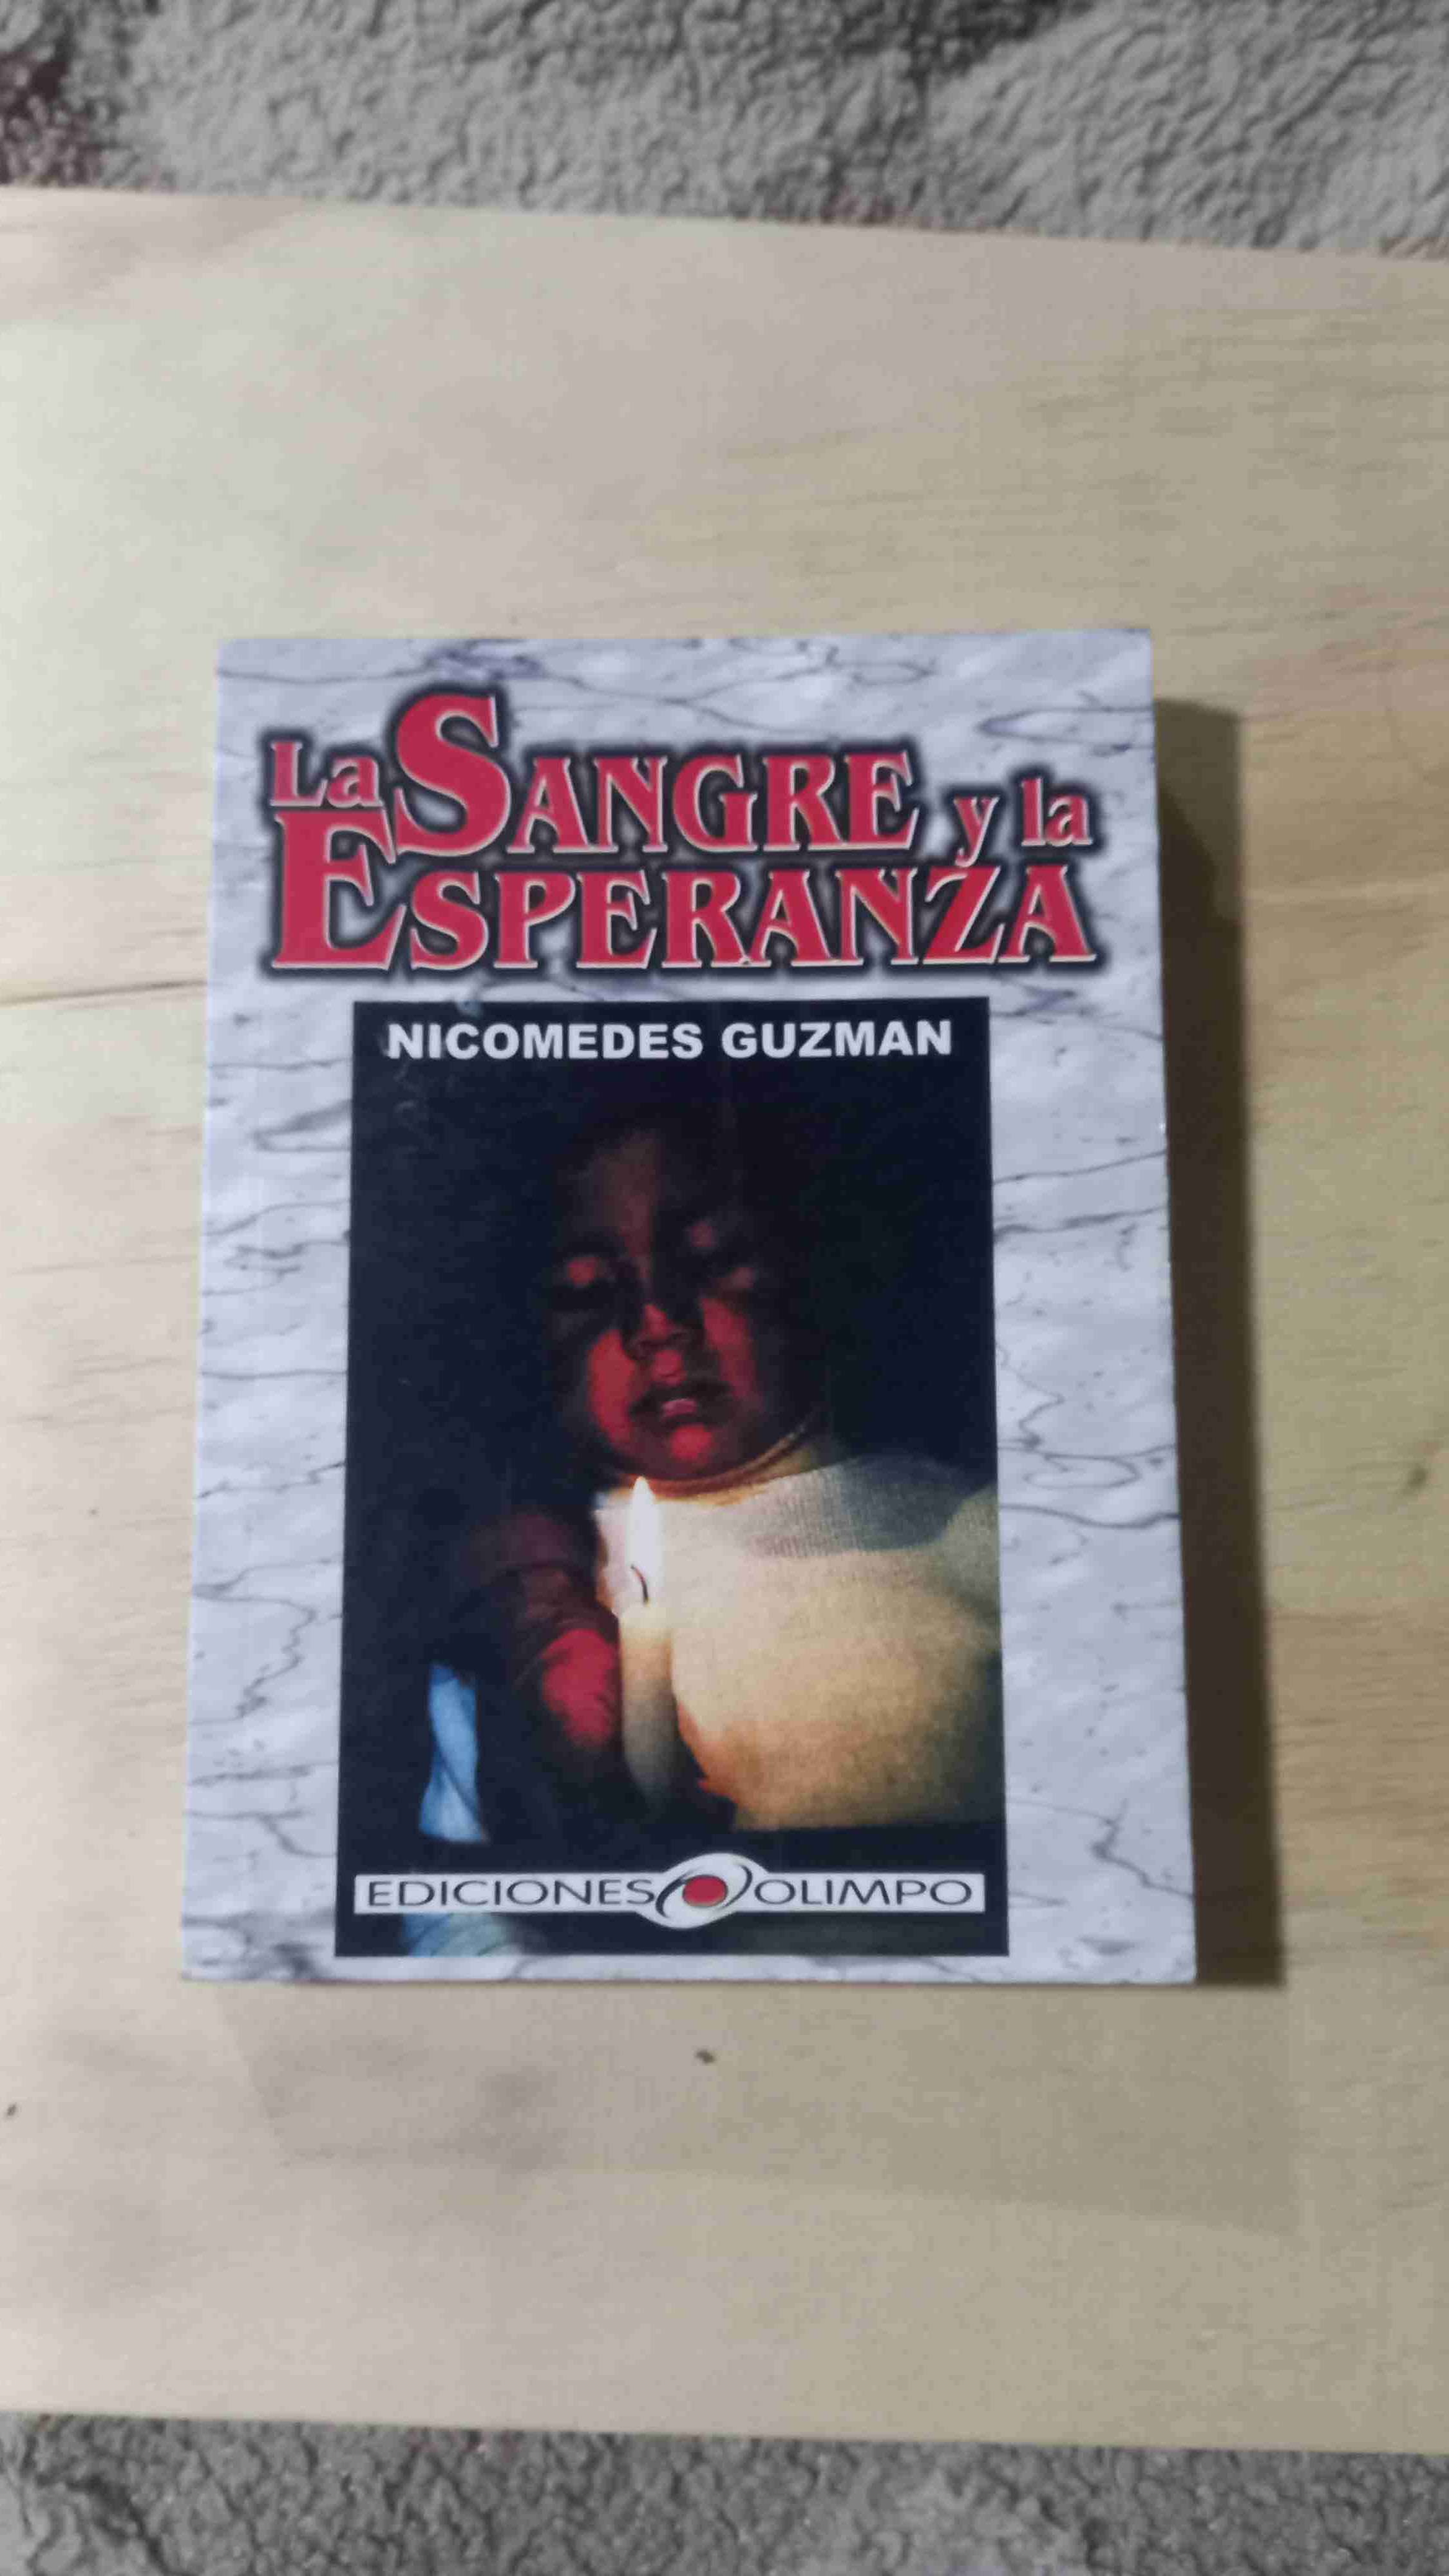 La SANGRE y la
ESPERANZA
NICOMEDES GUZMAN
EDICIONES OLIMPO